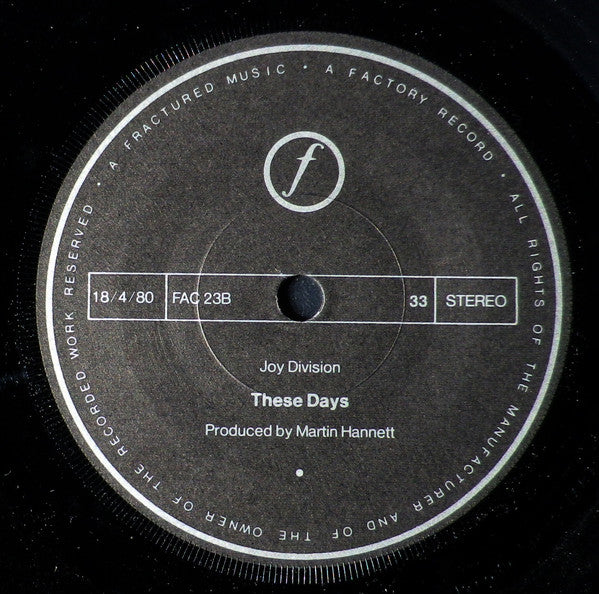 A FRACTURED MUSIC • A FACTORY RECORD • ALL RIGHTS OF THE MANUFACTURER AND OF THE OWNER OF THE RECORDED WORK RESERVED •
f
18/4/80 FAC 23B 33 STEREO
Joy Division
These Days
Produced by Martin Hannett